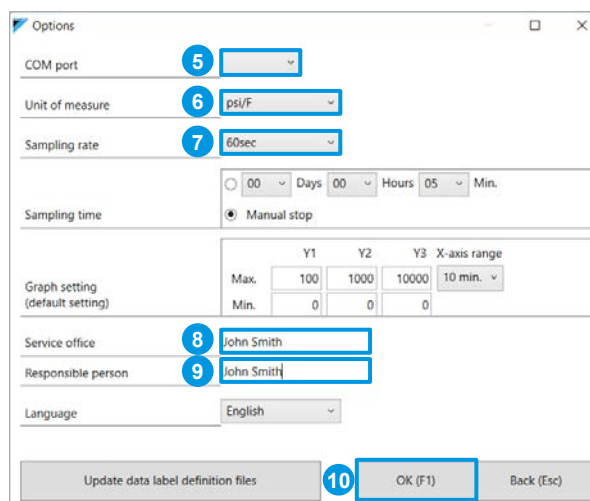 Options
COM port 5
Unit of measure 6 psi/F
Sampling rate 7 60sec
00 Days 00 Hours 05 Min.
Sampling time Manual stop
Y1 Y2 Y3 X-axis range
Max. 100 1000 10000 10 min.
Graph setting
(default setting)
Min. 0 0 0
Service office 8 John Smith
Responsible person 9 John Smith
Language English
Update data label definition files 10 OK (F1) Back (Esc)